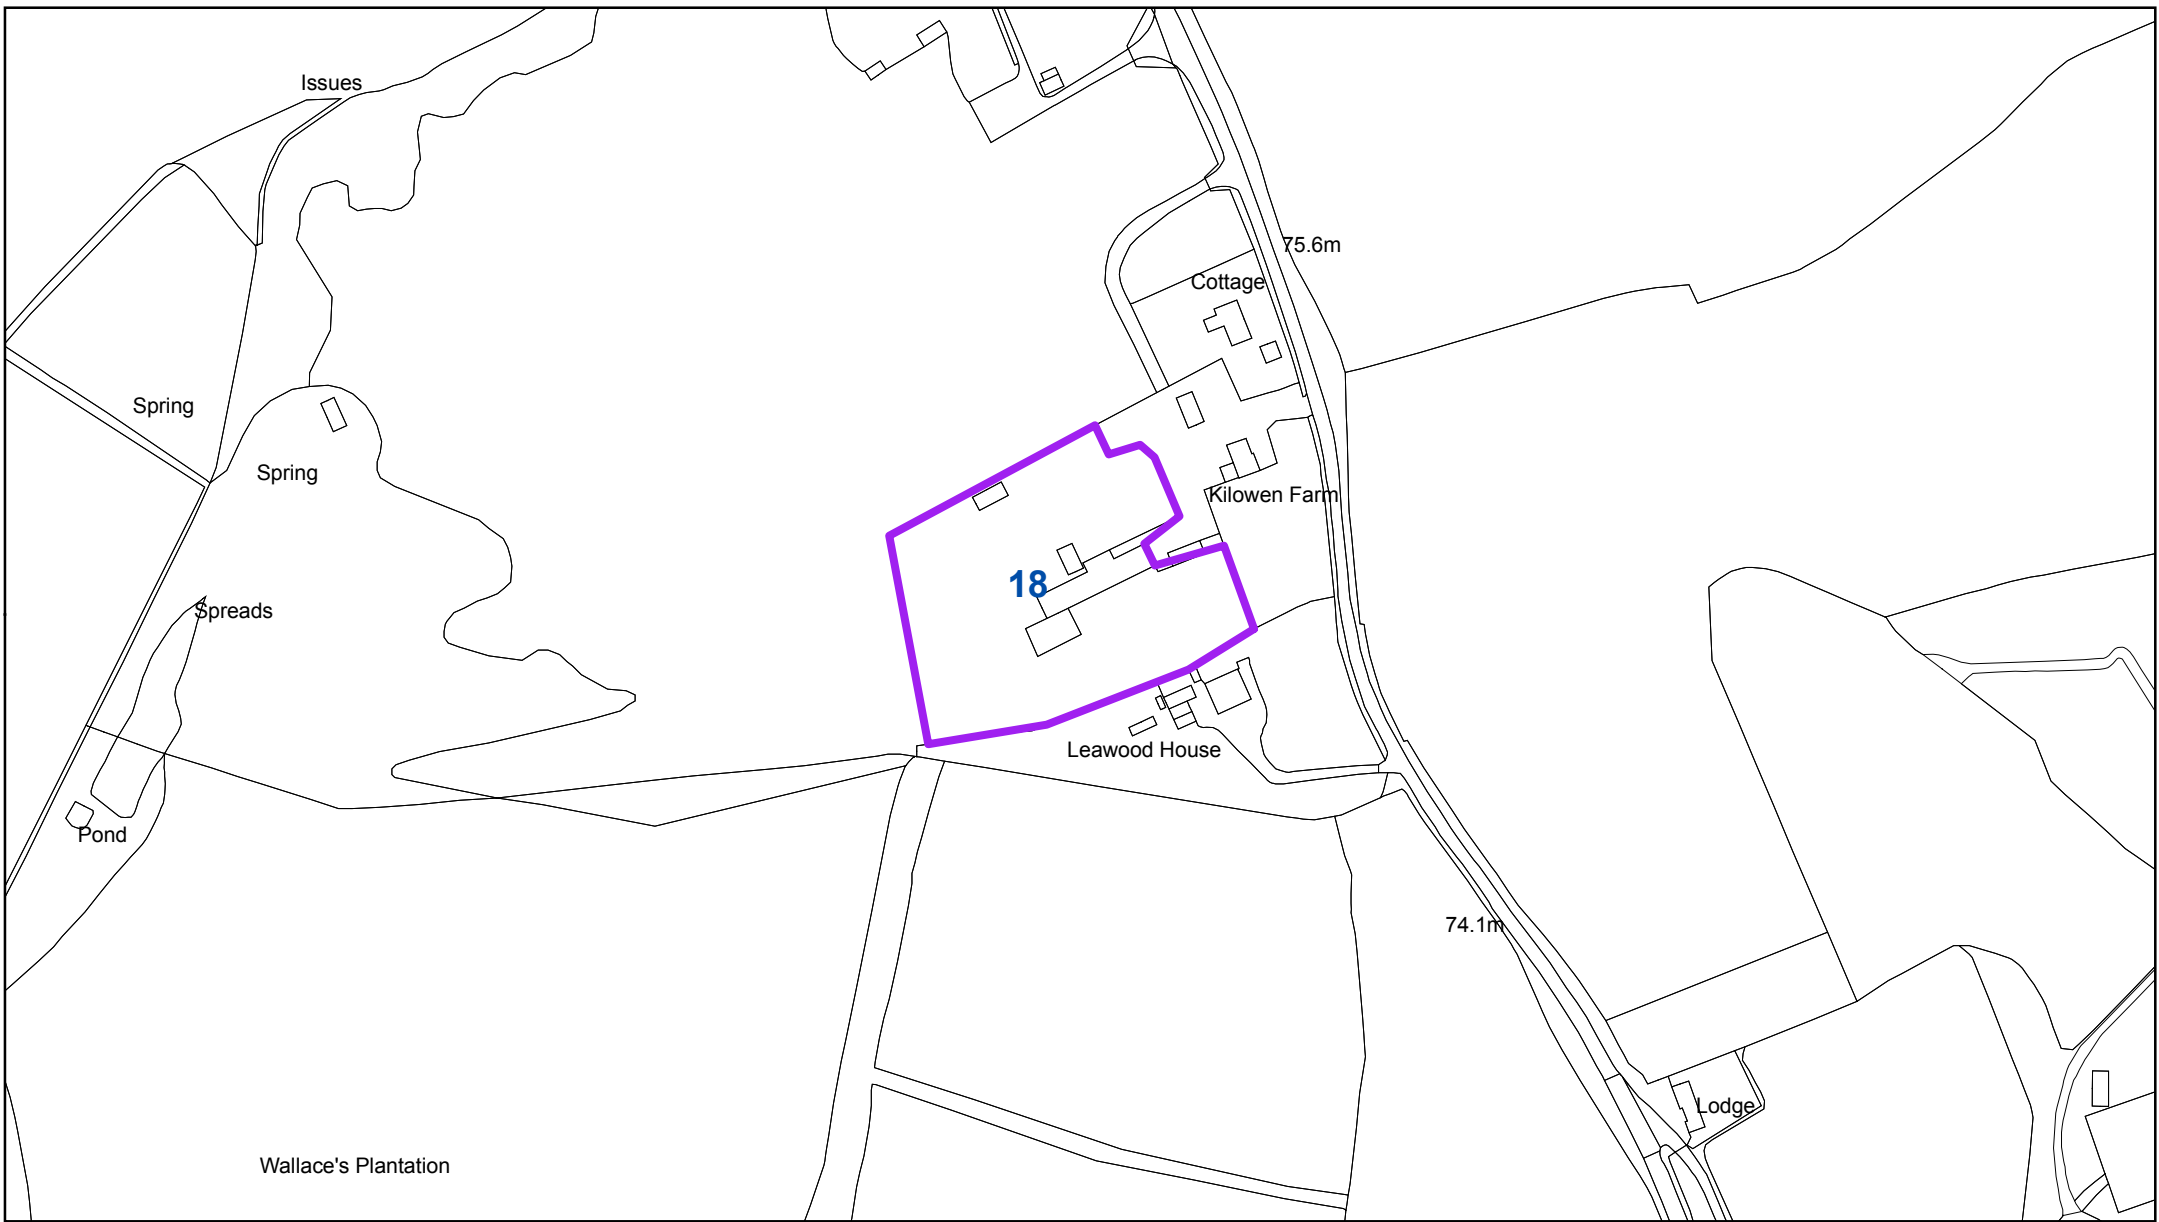 Issues
75.6m
Cottage
Spring
Spring
Kilowen Farm
18
Spreads
Leawood House
Pond
74.1m
Lodge
Wallace's Plantation